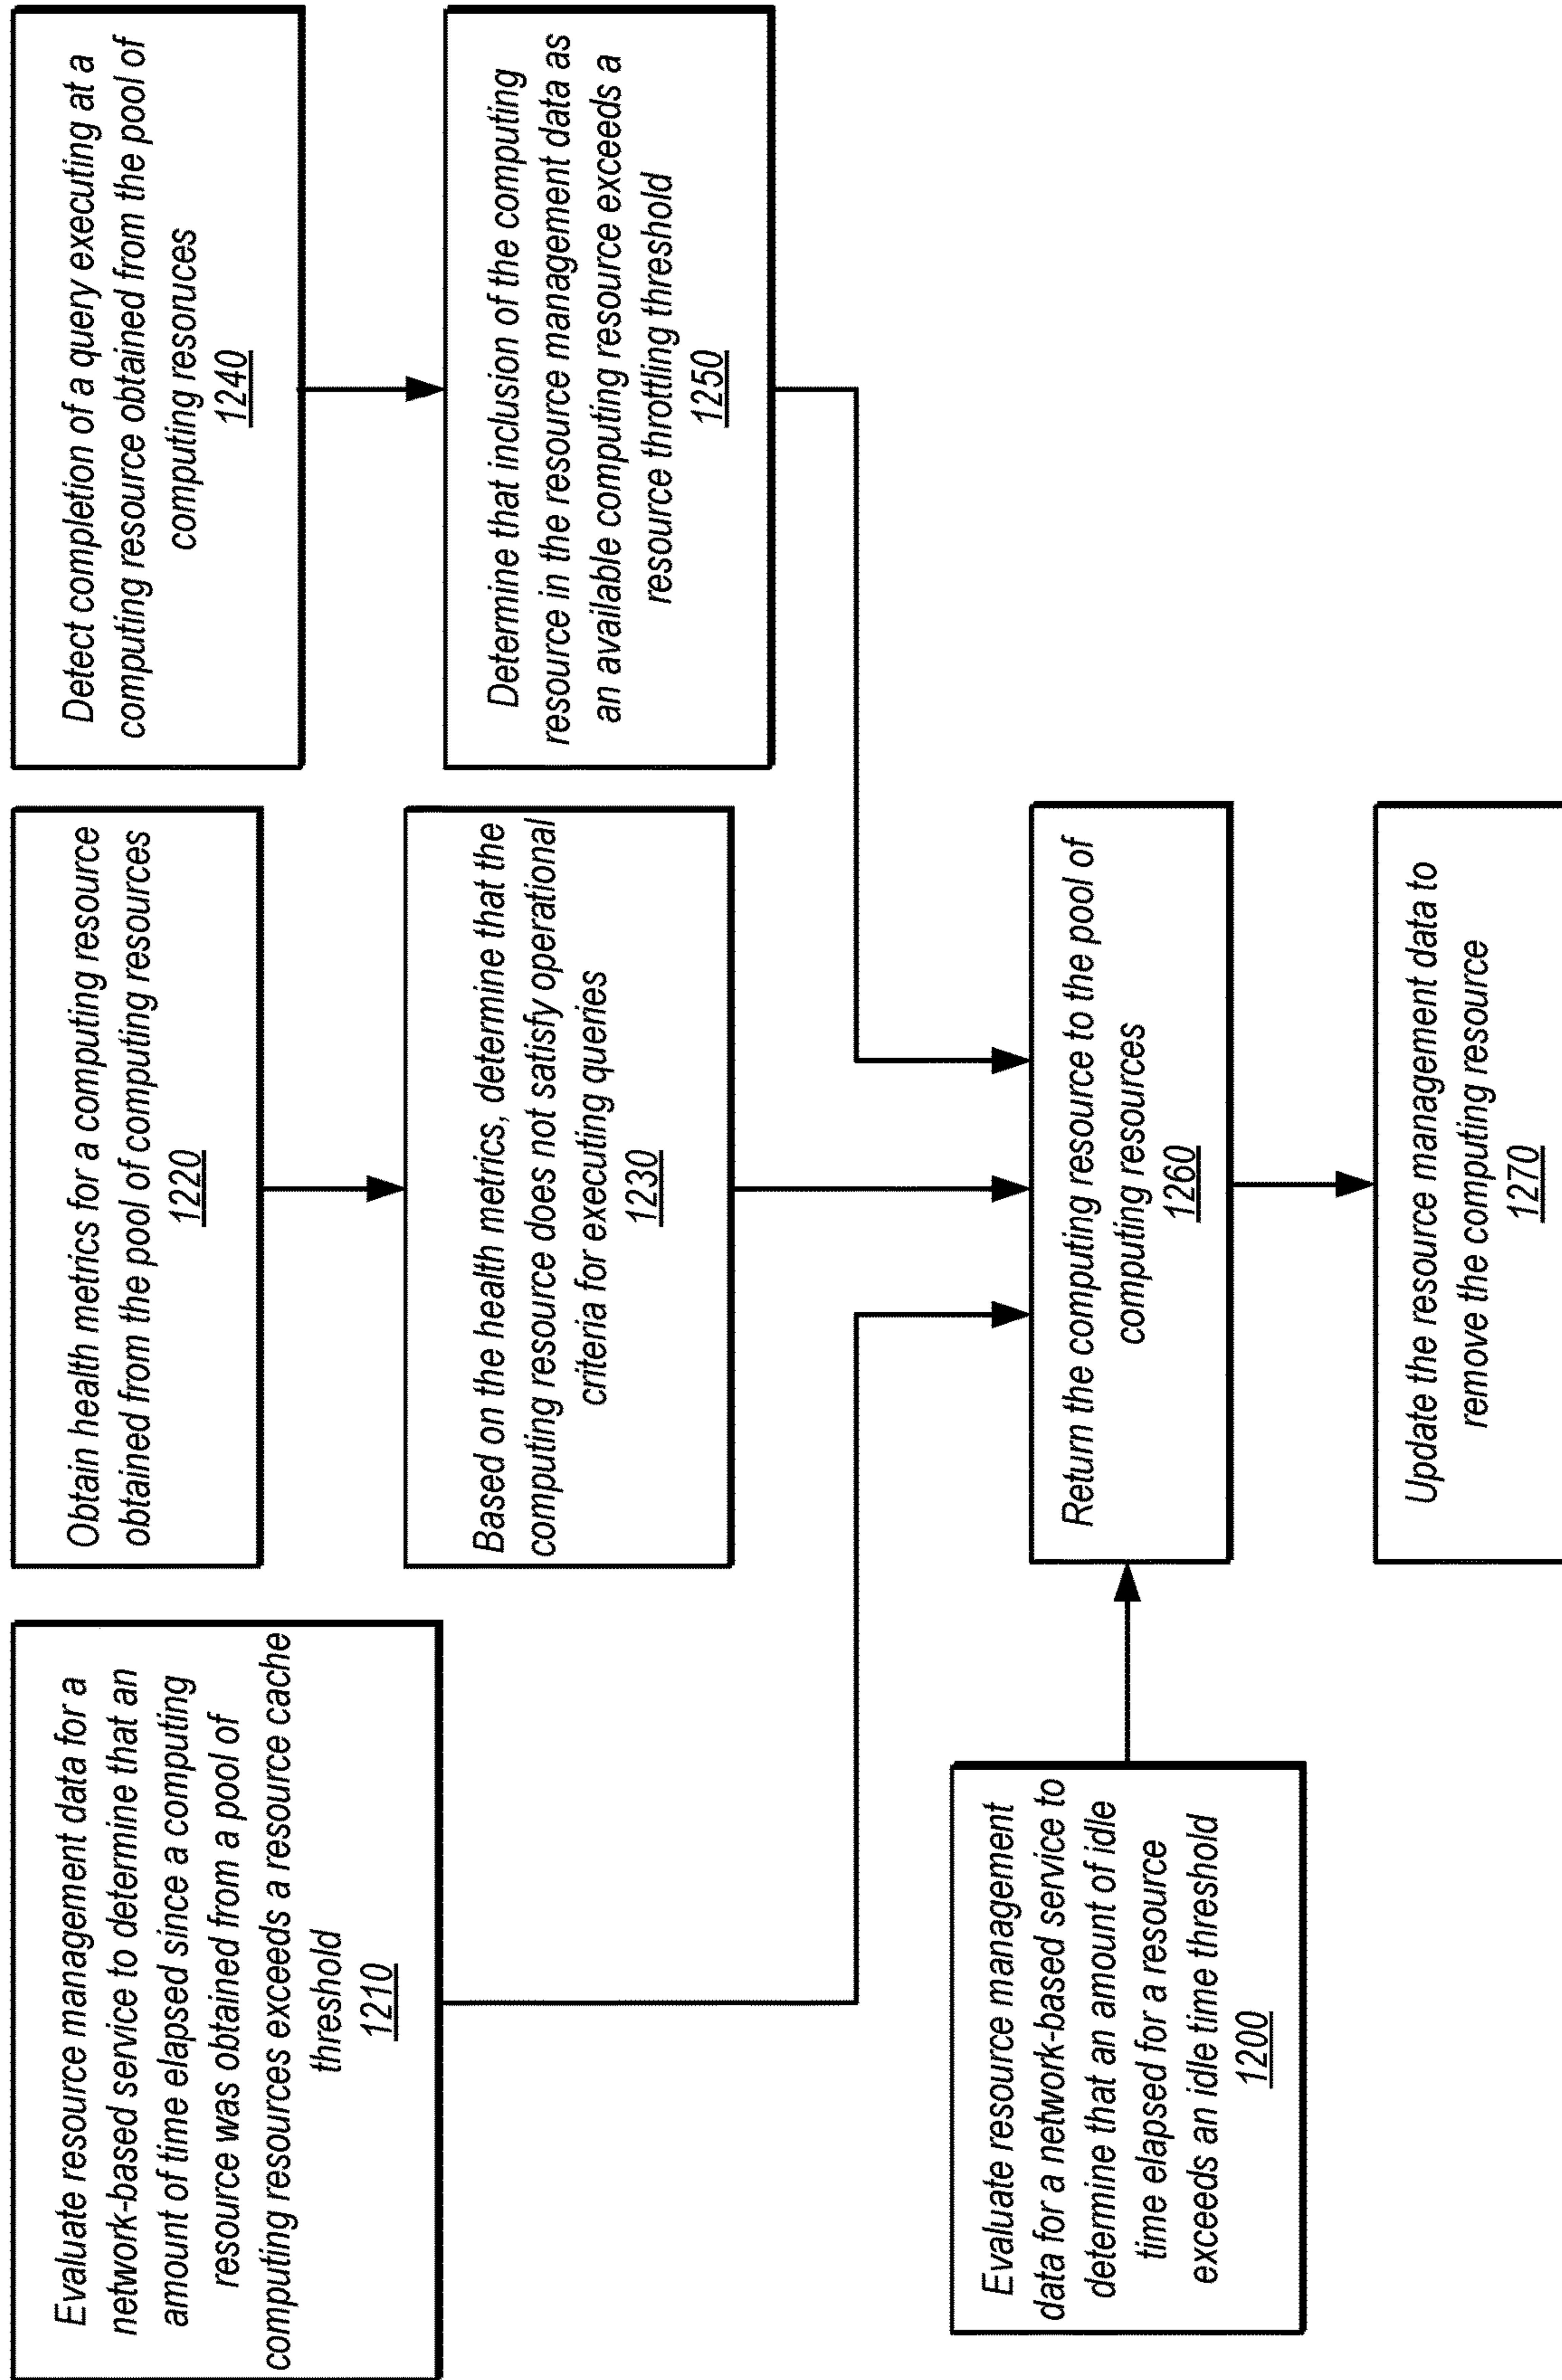 Evaluate resource management data for a
network-based service to determine that an
amount of time elapsed since a computing
resource was obtained from a pool of
computing resources exceeds a resource cache
threshold
1210
Obtain health metrics for a computing resource
obtained from the pool of computing resources
1220
Detect completion of a query executing at a
computing resource obtained from the pool of
computing resoruces
1240
Based on the health metrics, determine that the
computing resource does not satisfy operational
criteria for executing queries
1230
Determine that inclusion of the computing
resource in the resource management data as
an available computing resource exceeds a
resource throttling threshold
1250
Evaluate resource management
data for a network-based service to
determine that an amount of idle
time elapsed for a resource
exceeds an idle time threshold
1200
Return the computing resource to the pool of
computing resources
1260
Update the resource management data to
remove the computing resource
1270